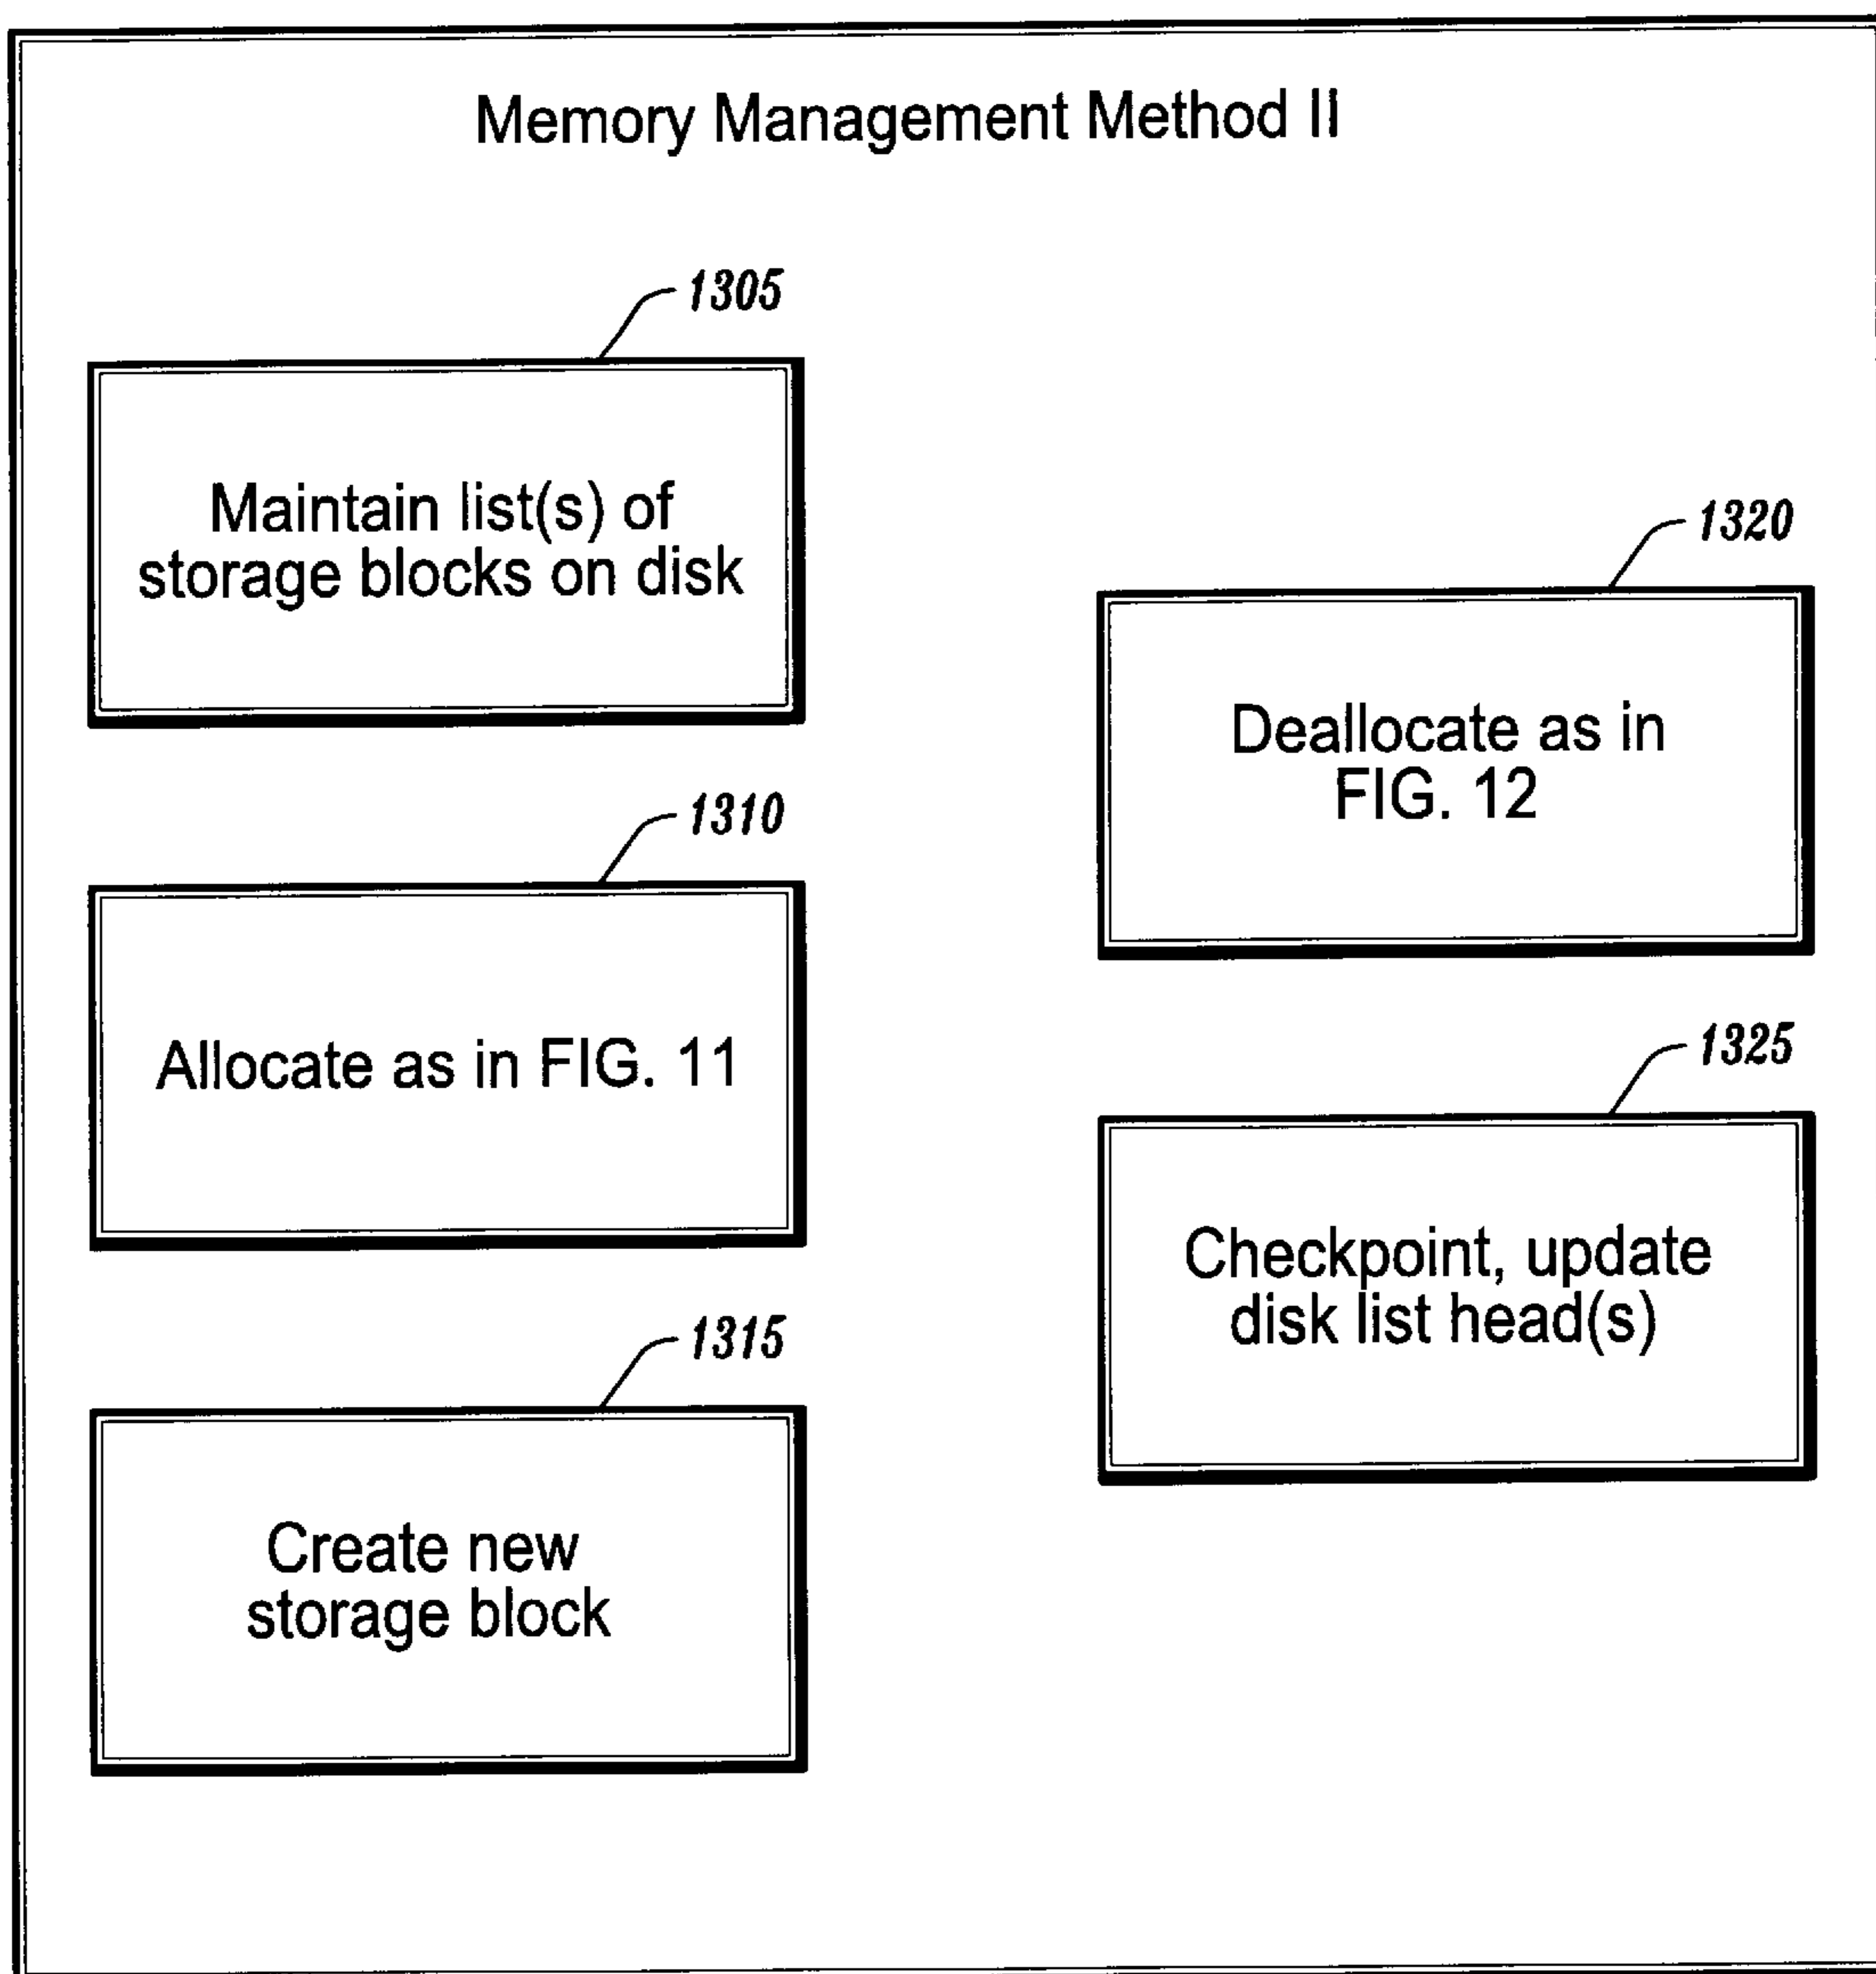 Memory Management Method II
1305
Maintain list(s) of
storage blocks on disk
1310
Allocate as in FIG. 11
1315
Create new
storage block
1320
Deallocate as in
FIG. 12
1325
Checkpoint, update
disk list head(s)